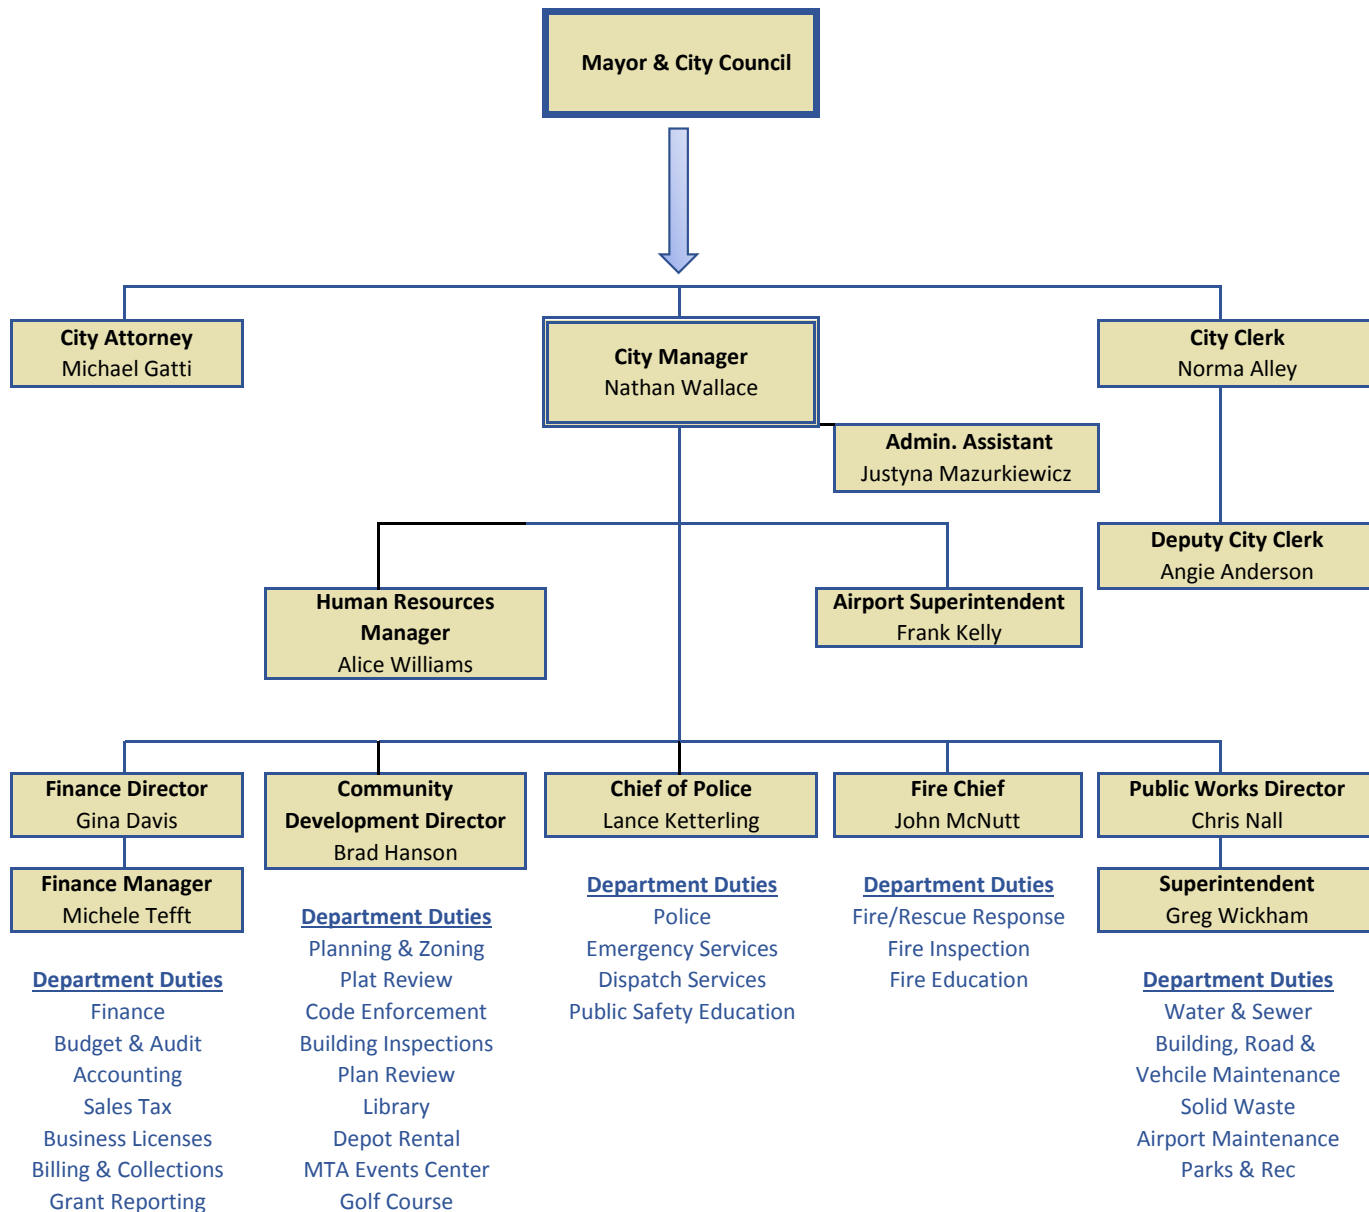 Mayor & City Council
City Attorney
Michael Gatti
City Manager
Nathan Wallace
City Clerk
Norma Alley
Admin. Assistant
Justyna Mazurkiewicz
Deputy City Clerk
Angie Anderson
Human Resources
Manager
Alice Williams
Airport Superintendent
Frank Kelly
Finance Director
Gina Davis
Finance Manager
Michele Tefft
Department Duties
Finance
Budget & Audit
Accounting
Sales Tax
Business Licenses
Billing & Collections
Grant Reporting
Community
Development Director
Brad Hanson
Department Duties
Planning & Zoning
Plat Review
Code Enforcement
Building Inspections
Plan Review
Library
Depot Rental
MTA Events Center
Golf Course
Chief of Police
Lance Ketterling
Department Duties
Police
Emergency Services
Dispatch Services
Public Safety Education
Fire Chief
John McNutt
Department Duties
Fire/Rescue Response
Fire Inspection
Fire Education
Public Works Director
Chris Nall
Superintendent
Greg Wickham
Department Duties
Water & Sewer
Building, Road &
Vehcile Maintenance
Solid Waste
Airport Maintenance
Parks & Rec